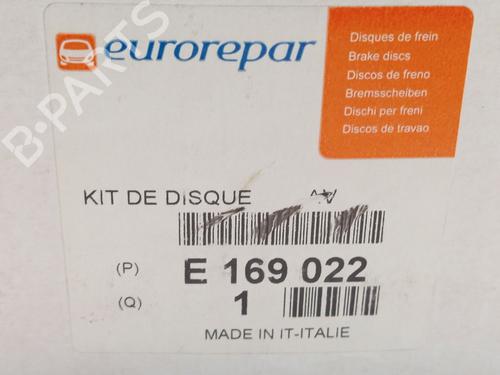 eurorepar
Disques de frein
Brake discs
Discos de freno
Bremsscheiben
Dischi per freni
Discos de travao
B-PARTS
KIT DE DISQUE
(P) E 169 022
(Q) 1
MADE IN IT-ITALIE